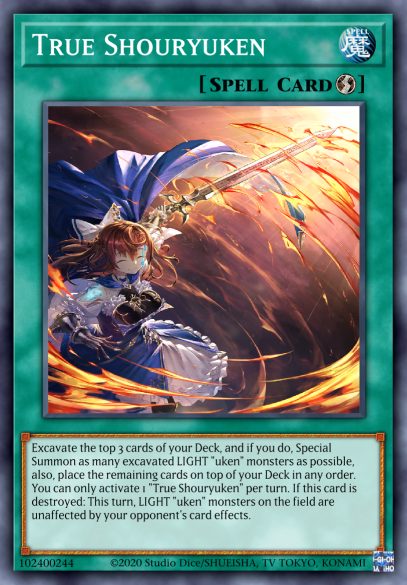 True Shouryuken
SPELL
魔
[Spell Card]
Excavate the top 3 cards of your Deck, and if you do, Special
Summon as many excavated LIGHT "uken" monsters as possible,
also, place the remaining cards on top of your Deck in any order.
You can only activate 1 "True Shouryuken" per turn. If this card is
destroyed: This turn, LIGHT "uken" monsters on the field are
unaffected by your opponent's card effects.
102400244 ©2020 Studio Dice/SHUEISHA, TV TOKYO, KONAMI